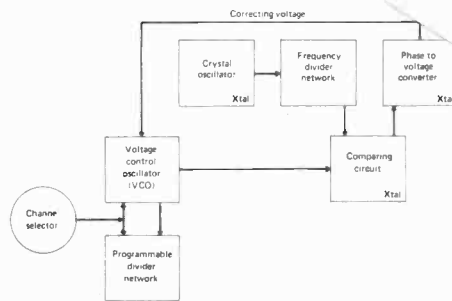 Correcting voltage
Crystal
oscillator
Xtal
Frequency
divider
network
Phase to
voltage
converter
Xtal
Voltage
control
oscillator
(VCO)
Comparing
circuit
Xtal
Channel
selector
Programmable
divider
network